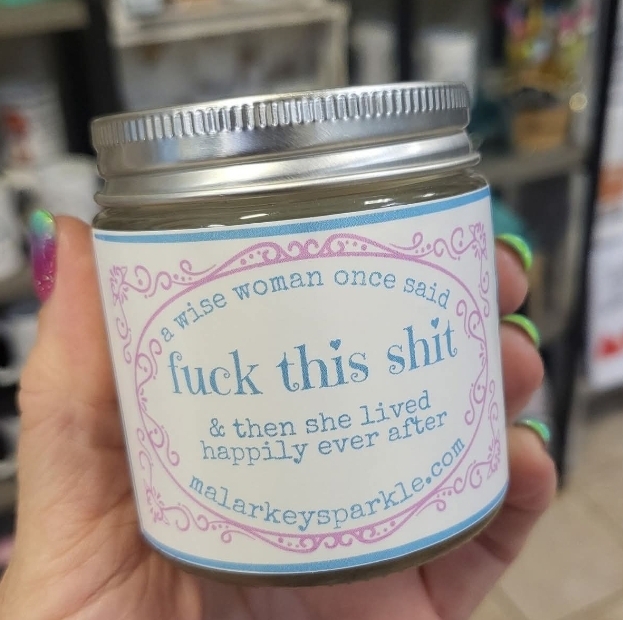 a wise woman once said
fuck this shit
& then she lived
happily ever after
malarkeysparkle.com